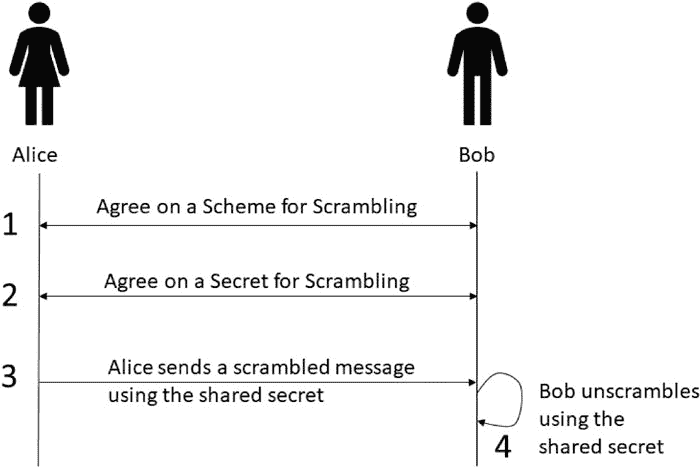 Alice
Bob
1
Agree on a Scheme for Scrambling
2
Agree on a Secret for Scrambling
3
Alice sends a scrambled message
using the shared secret
Bob unscrambles
using the
shared secret
4